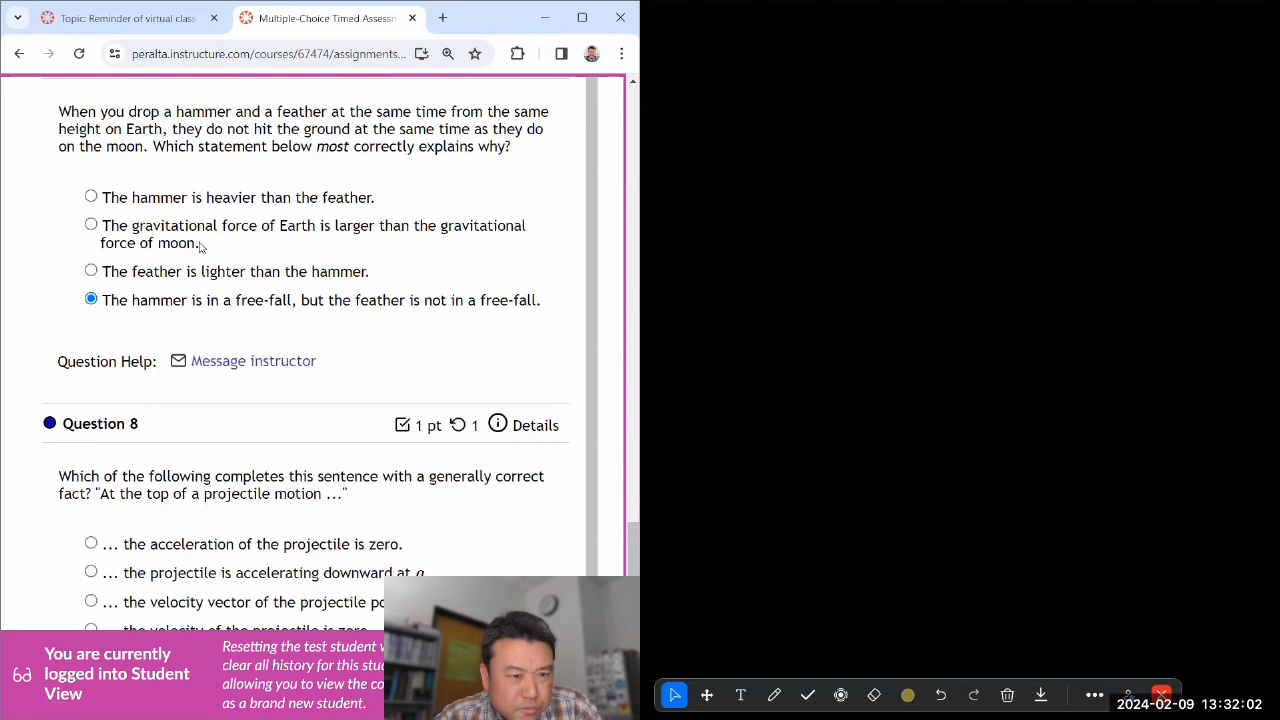 Topic: Reminder of virtual class
Multiple-Choice Timed Assessm
peralta.instructure.com/courses/67474/assignments...
When you drop a hammer and a feather at the same time from the same
height on Earth, they do not hit the ground at the same time as they do
on the moon. Which statement below most correctly explains why?
The hammer is heavier than the feather.
The gravitational force of Earth is larger than the gravitational
force of moon.
The feather is lighter than the hammer.
The hammer is in a free-fall, but the feather is not in a free-fall.
Question Help: Message instructor
Question 8 1 pt 1 Details
Which of the following completes this sentence with a generally correct
fact? "At the top of a projectile motion ..."
... the acceleration of the projectile is zero.
... the projectile is accelerating downward at g
... the velocity vector of the projectile
... the velocity of the projectile is zero
You are currently
logged into Student
View
Resetting the test student
clear all history for this
allowing you to view the
as a brand new student.
2024-02-09 13:32:02